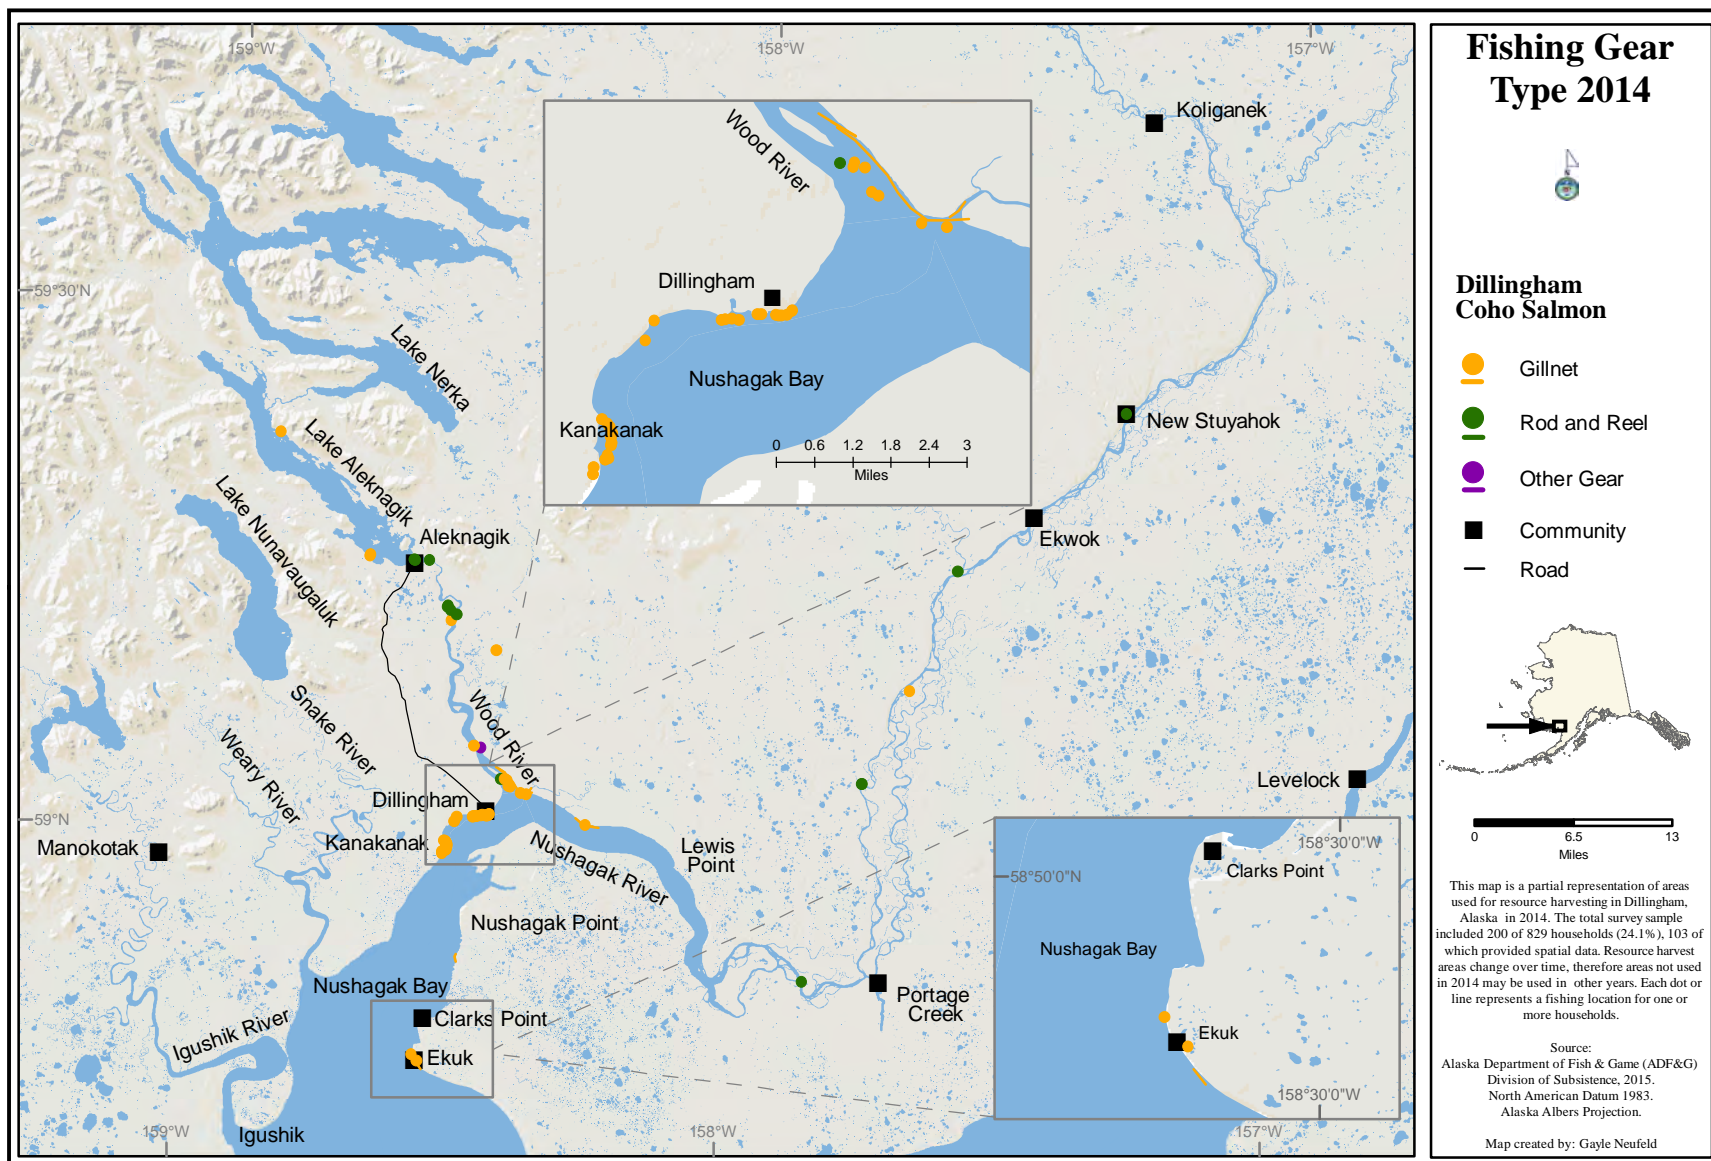 159°W
158°W
157°W
Koliganek
Wood River
59°30'N
Dillingham
Lake Nerka
Nushagak Bay
Kanakanak
0 0.6 1.2 1.8 2.4 3
Miles
New Stuyahok
Lake Aleknagik
Lake Nunavaugaluk
Aleknagik
Ekwok
Snake River
Weary River
Wood River
Levelock
Dillingham
59°N
Kanakanak
Manokotak
Nushagak River
Lewis
Point
Nushagak Point
58°30'0"W
Clarks Point
58°50'0"N
Nushagak Bay
Nushagak Bay
Portage
Creek
Clarks Point
Igushik River
Ekuk
Ekuk
158°30'0"W
Igushik
159°W
158°W
157°W
Fishing Gear
Type 2014
Dillingham
Coho Salmon
Gillnet
Rod and Reel
Other Gear
Community
Road
0 6.5 13
Miles
This map is a partial representation of areas
used for resource harvesting in Dillingham,
Alaska in 2014. The total survey sample
included 200 of 829 households (24.1%), 103 of
which provided spatial data. Resource harvest
areas change over time, therefore areas not used
in 2014 may be used in other years. Each dot or
line represents a fishing location for one or
more households.
Source:
Alaska Department of Fish & Game (ADF&G)
Division of Subsistence, 2015.
North American Datum 1983.
Alaska Albers Projection.
Map created by: Gayle Neufeld